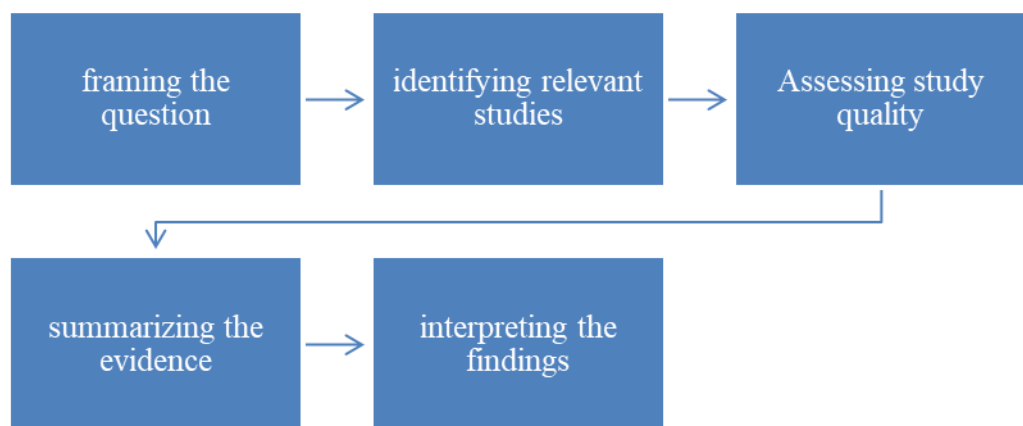 framing the
question
identifying relevant
studies
Assessing study
quality
summarizing the
evidence
interpreting the
findings